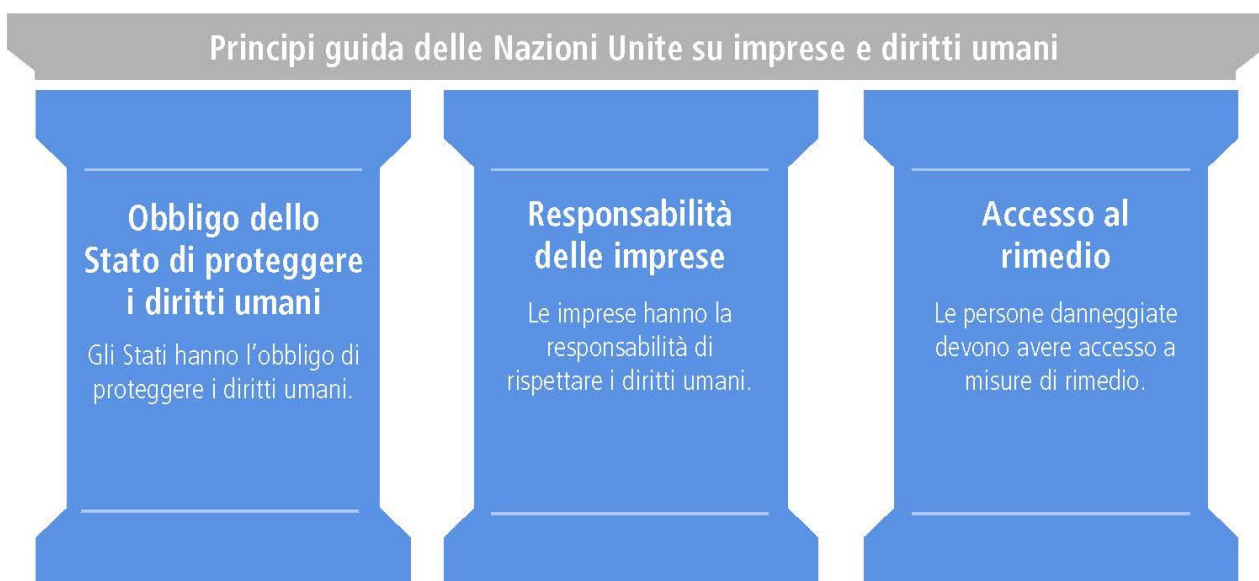 Principi guida delle Nazioni Unite su imprese e diritti umani
Obbligo dello
Stato di proteggere
i diritti umani
Gli Stati hanno l'obbligo di
proteggere i diritti umani.
Responsabilità
delle imprese
Le imprese hanno la
responsabilità di
rispettare i diritti umani.
Accesso al
rimedio
Le persone danneggiate
devono avere accesso a
misure di rimedio.